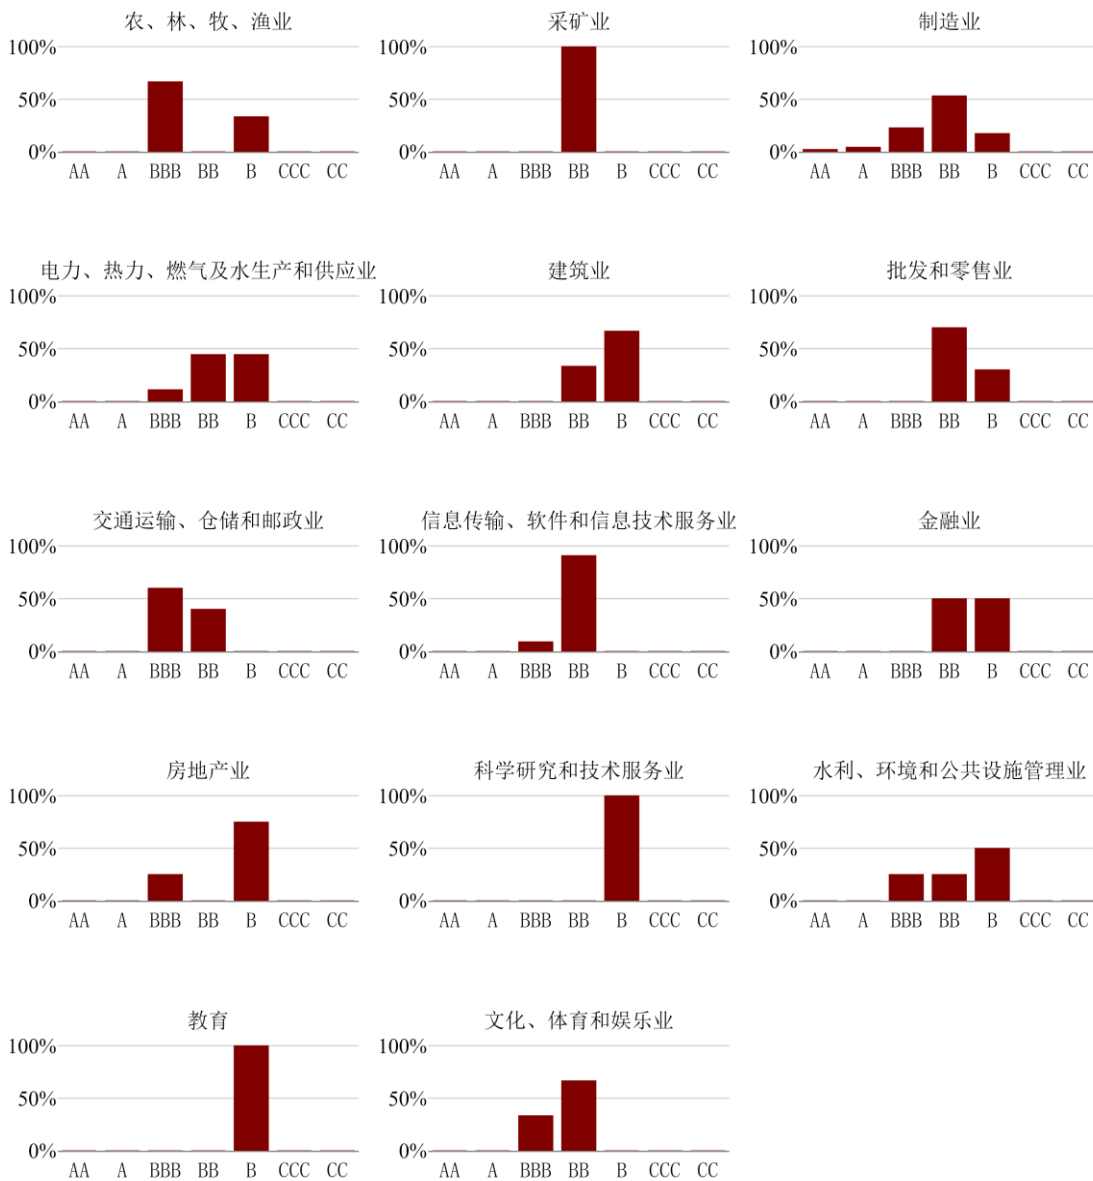 农、林、牧、渔业
100%
50%
0%
AA A BBB BB B CCC CC
采矿业
100%
50%
0%
AA A BBB BB B CCC CC
制造业
100%
50%
0%
AA A BBB BB B CCC CC
电力、热力、燃气及水生产和供应业
100%
50%
0%
AA A BBB BB B CCC CC
建筑业
100%
50%
0%
AA A BBB BB B CCC CC
批发和零售业
100%
50%
0%
AA A BBB BB B CCC CC
交通运输、仓储和邮政业
100%
50%
0%
AA A BBB BB B CCC CC
信息传输、软件和信息技术服务业
100%
50%
0%
AA A BBB BB B CCC CC
金融业
100%
50%
0%
AA A BBB BB B CCC CC
房地产业
100%
50%
0%
AA A BBB BB B CCC CC
科学研究和技术服务业
100%
50%
0%
AA A BBB BB B CCC CC
水利、环境和公共设施管理业
100%
50%
0%
AA A BBB BB B CCC CC
教育
100%
50%
0%
AA A BBB BB B CCC CC
文化、体育和娱乐业
100%
50%
0%
AA A BBB BB B CCC CC